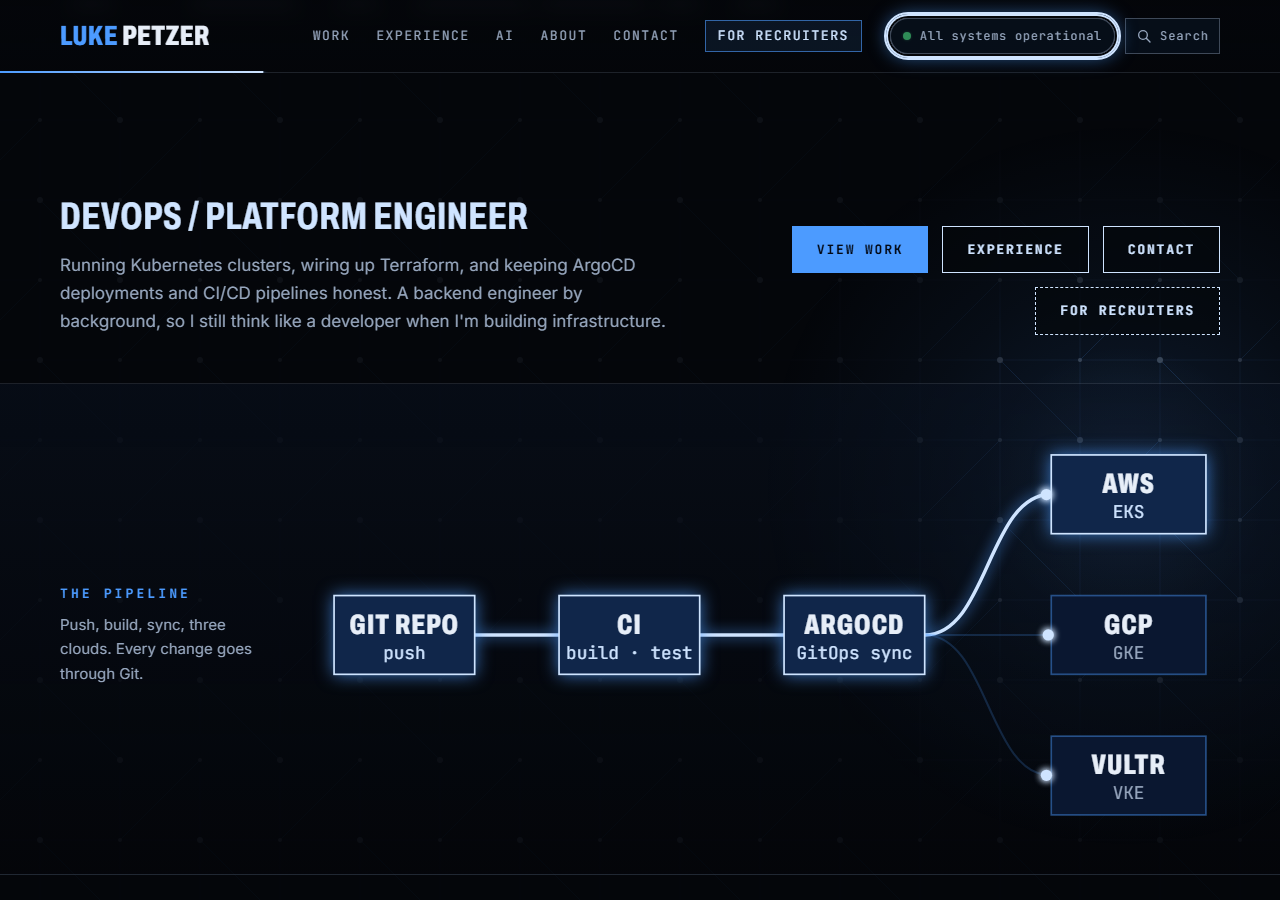 LUKE PETZER
WORK
EXPERIENCE
AI
ABOUT
CONTACT
FOR RECRUITERS
All systems operational
Search
DEVOPS / PLATFORM ENGINEER
Running Kubernetes clusters, wiring up Terraform, and keeping ArgoCD
deployments and CI/CD pipelines honest. A backend engineer by
background, so I still think like a developer when I'm building infrastructure.
VIEW WORK
EXPERIENCE
CONTACT
FOR RECRUITERS
THE PIPELINE
Push, build, sync, three
clouds. Every change goes
through Git.
GIT REPO
push
CI
build · test
ARGOCD
GitOps sync
AWS
EKS
GCP
GKE
VULTR
VKE